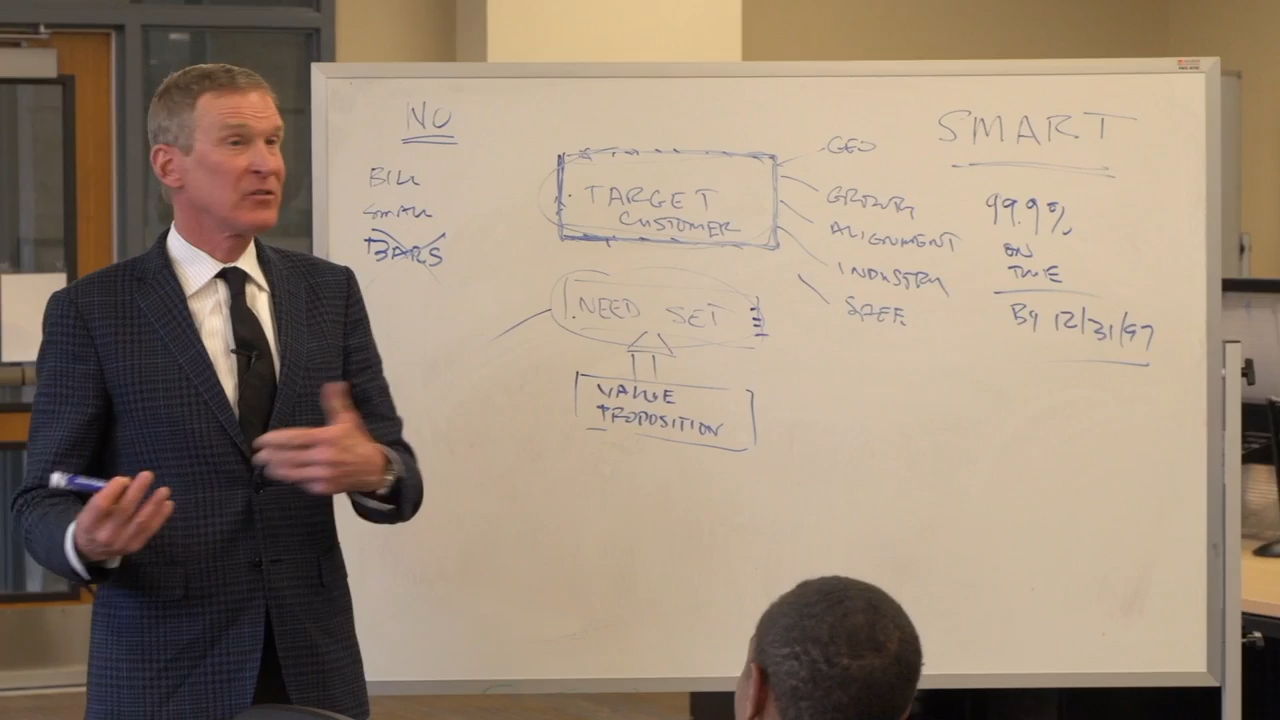 NO
BILL
SMALL
BARS
TARGET
CUSTOMER
NEED SET
VALUE
PROPOSITION
GEO
GROWTH
ALIGNMENT
INDUSTRY
SMART
99.9%
ON
TIME
By 12/31/97